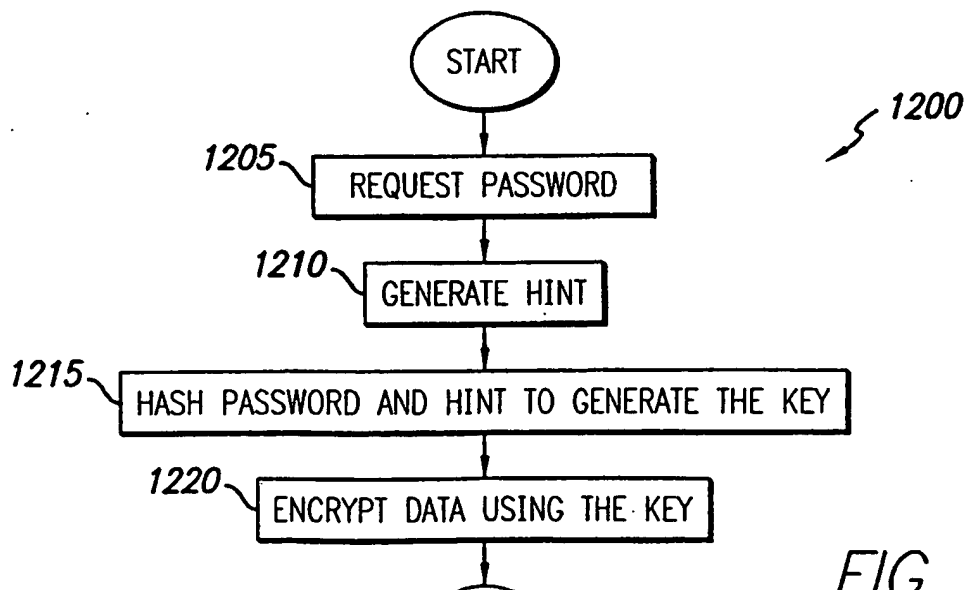 START
1200
1205
REQUEST PASSWORD
1210
GENERATE HINT
1215
HASH PASSWORD AND HINT TO GENERATE THE KEY
1220
ENCRYPT DATA USING THE KEY
FIG